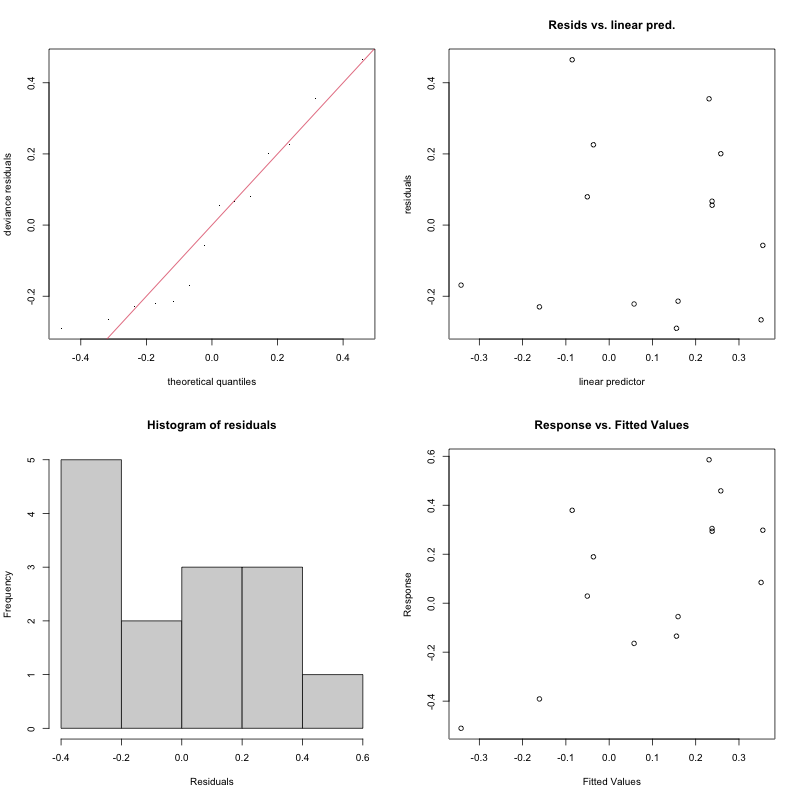 deviance residuals
0.4
0.2
0.0
-0.2
-0.4 -0.2 0.0 0.2 0.4
theoretical quantiles
Resids vs. linear pred.
residuals
0.4
0.2
0.0
-0.2
-0.3 -0.2 -0.1 0.0 0.1 0.2 0.3
linear predictor
Histogram of residuals
Frequency
5
4
3
2
1
0
-0.4 -0.2 0.0 0.2 0.4 0.6
Residuals
Response vs. Fitted Values
Response
0.6
0.4
0.2
0.0
-0.2
-0.4
-0.3 -0.2 -0.1 0.0 0.1 0.2 0.3
Fitted Values